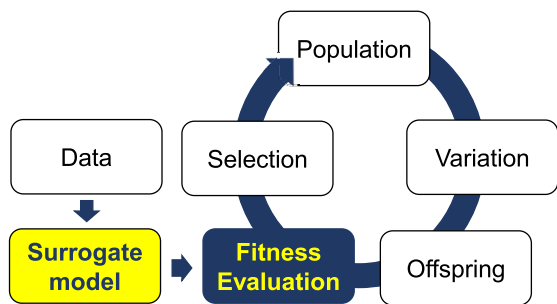 Population
Data
Selection
Variation
Surrogate
model
Fitness
Evaluation
Offspring